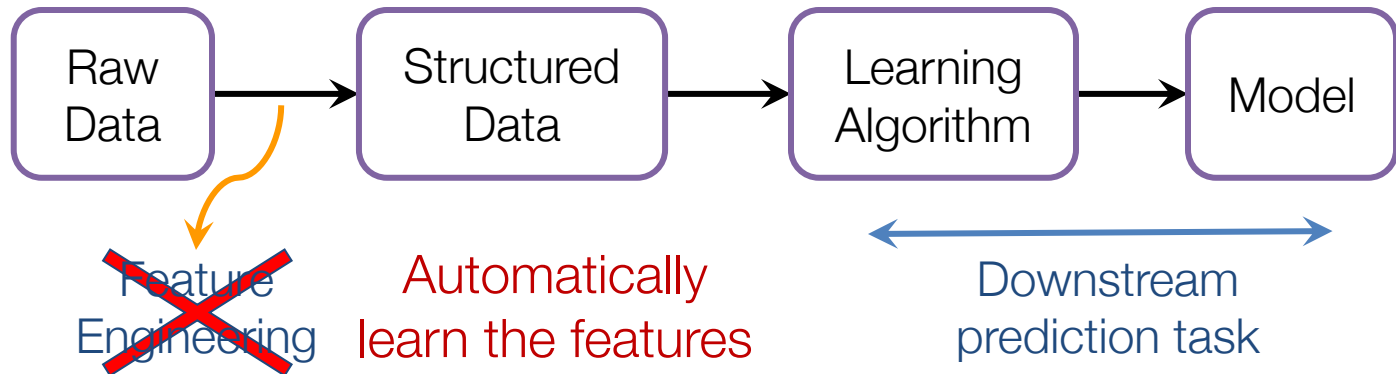 Raw
Data
Structured
Data
Learning
Algorithm
Model
Feature
Engineering
Automatically
learn the features
Downstream
prediction task